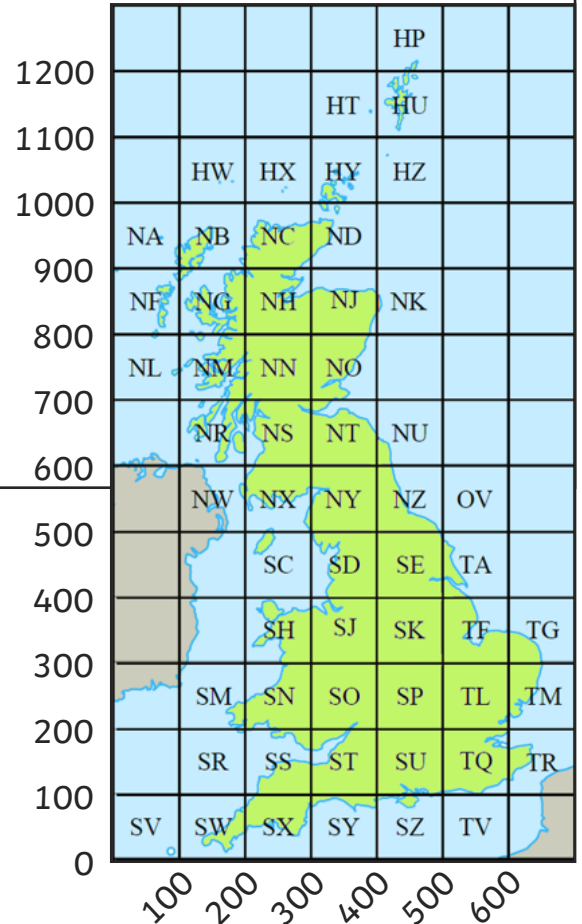 HP
1200
HT HU
1100
HW HX HY HZ
1000
NA NB NC ND
900
NF NG NH NJ NK
800
NL NM NN NO
700
NR NS NT NU
600
NW NX NY NZ OV
500
SC SD SE TA
400
SH SJ SK TF TG
300
SM SN SO SP TL TM
200
SR SS ST SU TQ TR
100
SV SW SX SY SZ TV
0
100 200 300 400 500 600